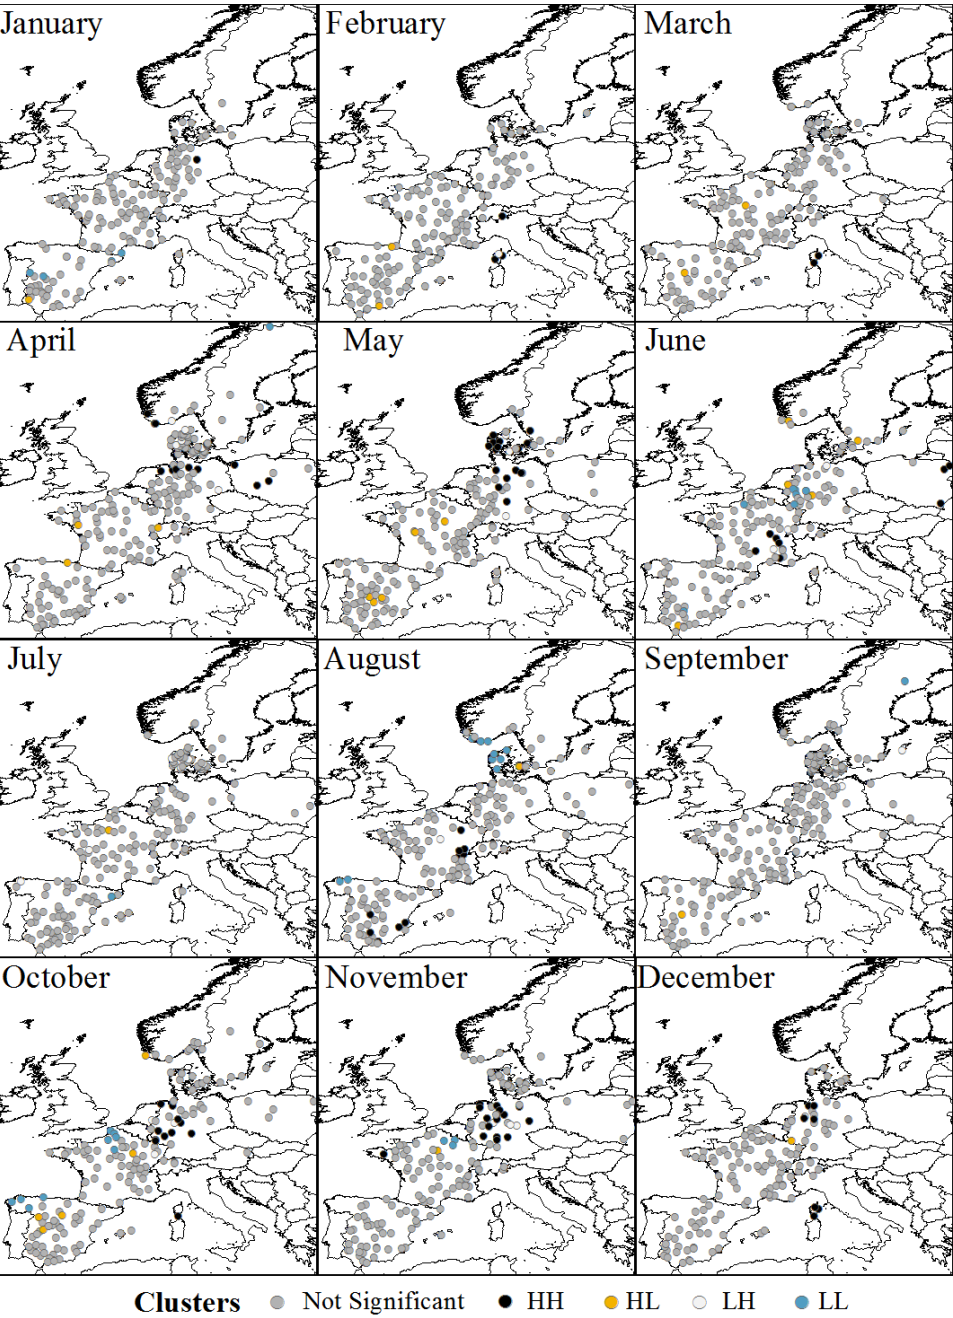 January
February
March
April
May
June
July
August
September
October
November
December
Clusters Not Significant HH HL LH LL